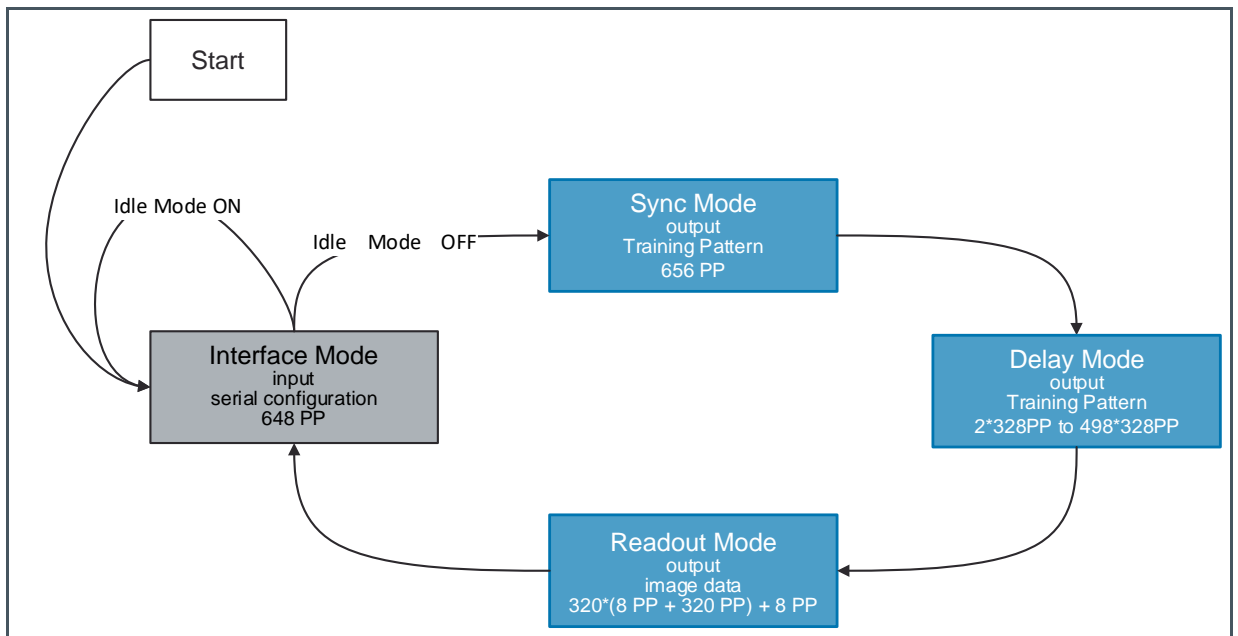 Start
Idle Mode ON
Idle Mode OFF
Sync Mode
output
Training Pattern
656 PP
Interface Mode
input
serial configuration
648 PP
Delay Mode
output
Training Pattern
2*328PP to 498*328PP
Readout Mode
output
image data
320*(8 PP + 320 PP) + 8 PP